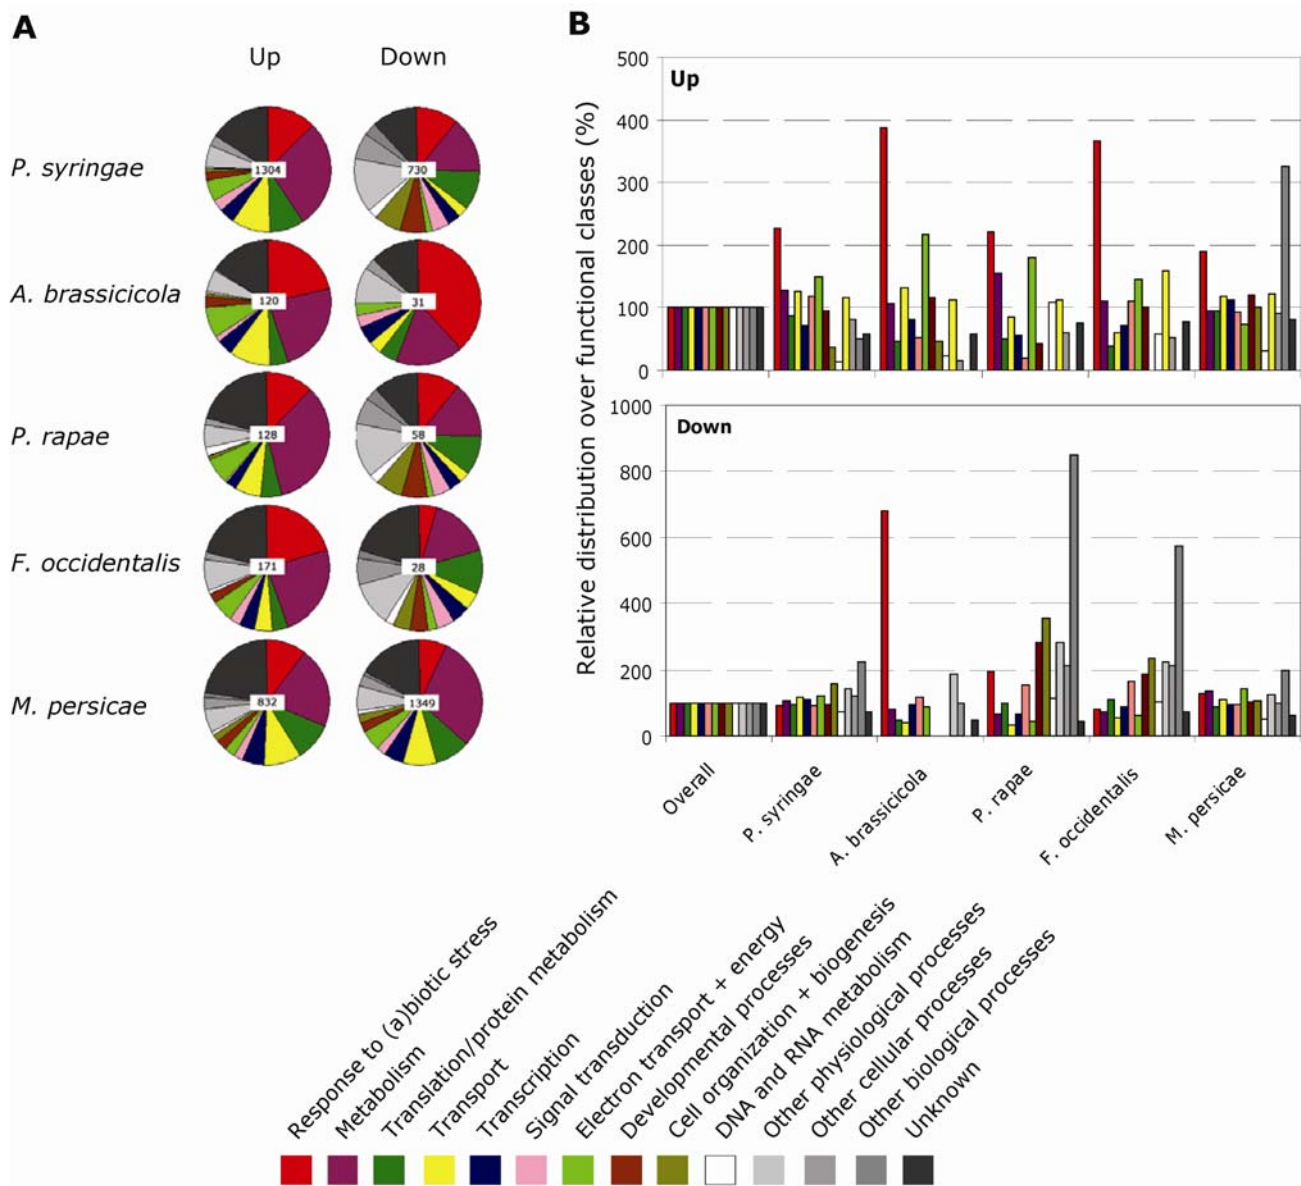 A
Up Down
P. syringae
1304 730
A. brassicicola
120 31
P. rapae
128 58
F. occidentalis
171 28
M. persicae
832 1349
B
Relative distribution over functional classes (%)
500
Up
400
300
200
100
0
1000
Down
800
600
400
200
0
Overall
P. syringae
A. brassicicola
P. rapae
F. occidentalis
M. persicae
Response to (a)biotic stress
Metabolism
Translation/protein metabolism
Transport
Transcription
Signal transduction
Electron transport + energy
Developmental processes
Cell organization + biogenesis
DNA and RNA metabolism
Other physiological processes
Other cellular processes
Other biological processes
Unknown